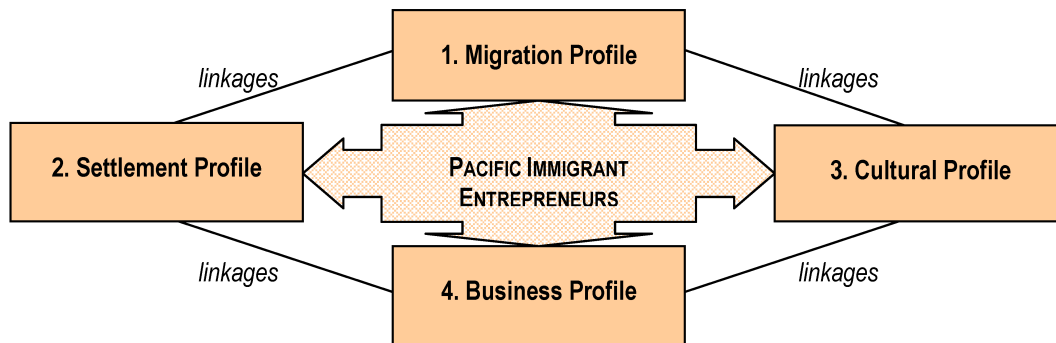 1. Migration Profile
linkages
linkages
2. Settlement Profile
PACIFIC IMMIGRANT
ENTREPRENEURS
3. Cultural Profile
linkages
linkages
4. Business Profile